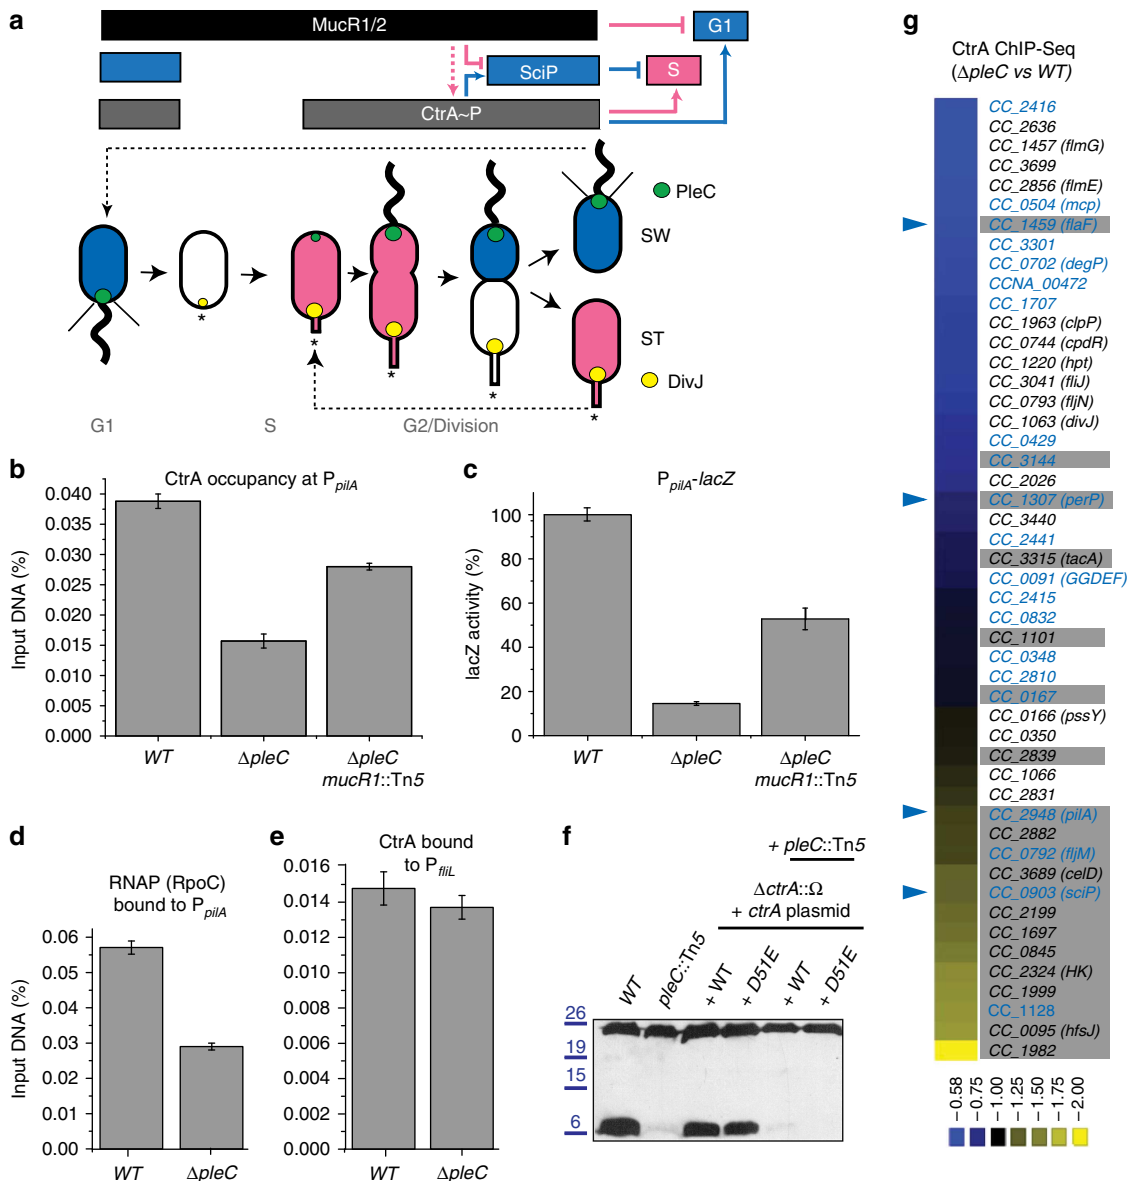 a
MucR1/2
G1
SciP
S
CtrA~P
PleC
SW
ST
DivJ
*
*
*
*
*
G1
S
G2/Division
b
CtrA occupancy at PpilA
Input DNA (%)
0.040
0.035
0.030
0.025
0.020
0.015
0.010
0.005
0.000
WT
ΔpleC
ΔpleC
mucR1::Tn5
c
PpilA-lacZ
lacZ activity (%)
100
80
60
40
20
0
WT
ΔpleC
ΔpleC
mucR1::Tn5
d
RNAP (RpoC)
bound to PpilA
Input DNA (%)
0.06
0.05
0.04
0.03
0.02
0.01
0.00
WT
ΔpleC
e
CtrA bound
to PfliL
0.016
0.014
0.012
0.010
0.008
0.006
0.004
0.002
0.000
WT
ΔpleC
f
+ pleC::Tn5
ΔctrA::Ω
+ ctrA plasmid
WT
pleC::Tn5
+ WT
+ D51E
+ WT
+ D51E
26
19
15
6
g
CtrA ChIP-Seq
(ΔpleC vs WT)
CC_2416
CC_2636
CC_1457 (flmG)
CC_3699
CC_2856 (flmE)
CC_0504 (mcp)
CC_1459 (flaF)
CC_3301
CC_0702 (degP)
CCNA_00472
CC_1707
CC_1963 (clpP)
CC_0744 (cpdR)
CC_1220 (hpt)
CC_3041 (fliJ)
CC_0793 (fljN)
CC_1063 (divJ)
CC_0429
CC_3144
CC_2026
CC_1307 (perP)
CC_3440
CC_2441
CC_3315 (tacA)
CC_0091 (GGDEF)
CC_2415
CC_0832
CC_1101
CC_0348
CC_2810
CC_0167
CC_0166 (pssY)
CC_0350
CC_2839
CC_1066
CC_2831
CC_2948 (pilA)
CC_2882
CC_0792 (fljM)
CC_3689 (celD)
CC_0903 (sciP)
CC_2199
CC_1697
CC_0845
CC_2324 (HK)
CC_1999
CC_1128
CC_0095 (hfsJ)
CC_1982
– 0.58
– 0.75
– 1.00
– 1.25
– 1.50
– 1.75
– 2.00